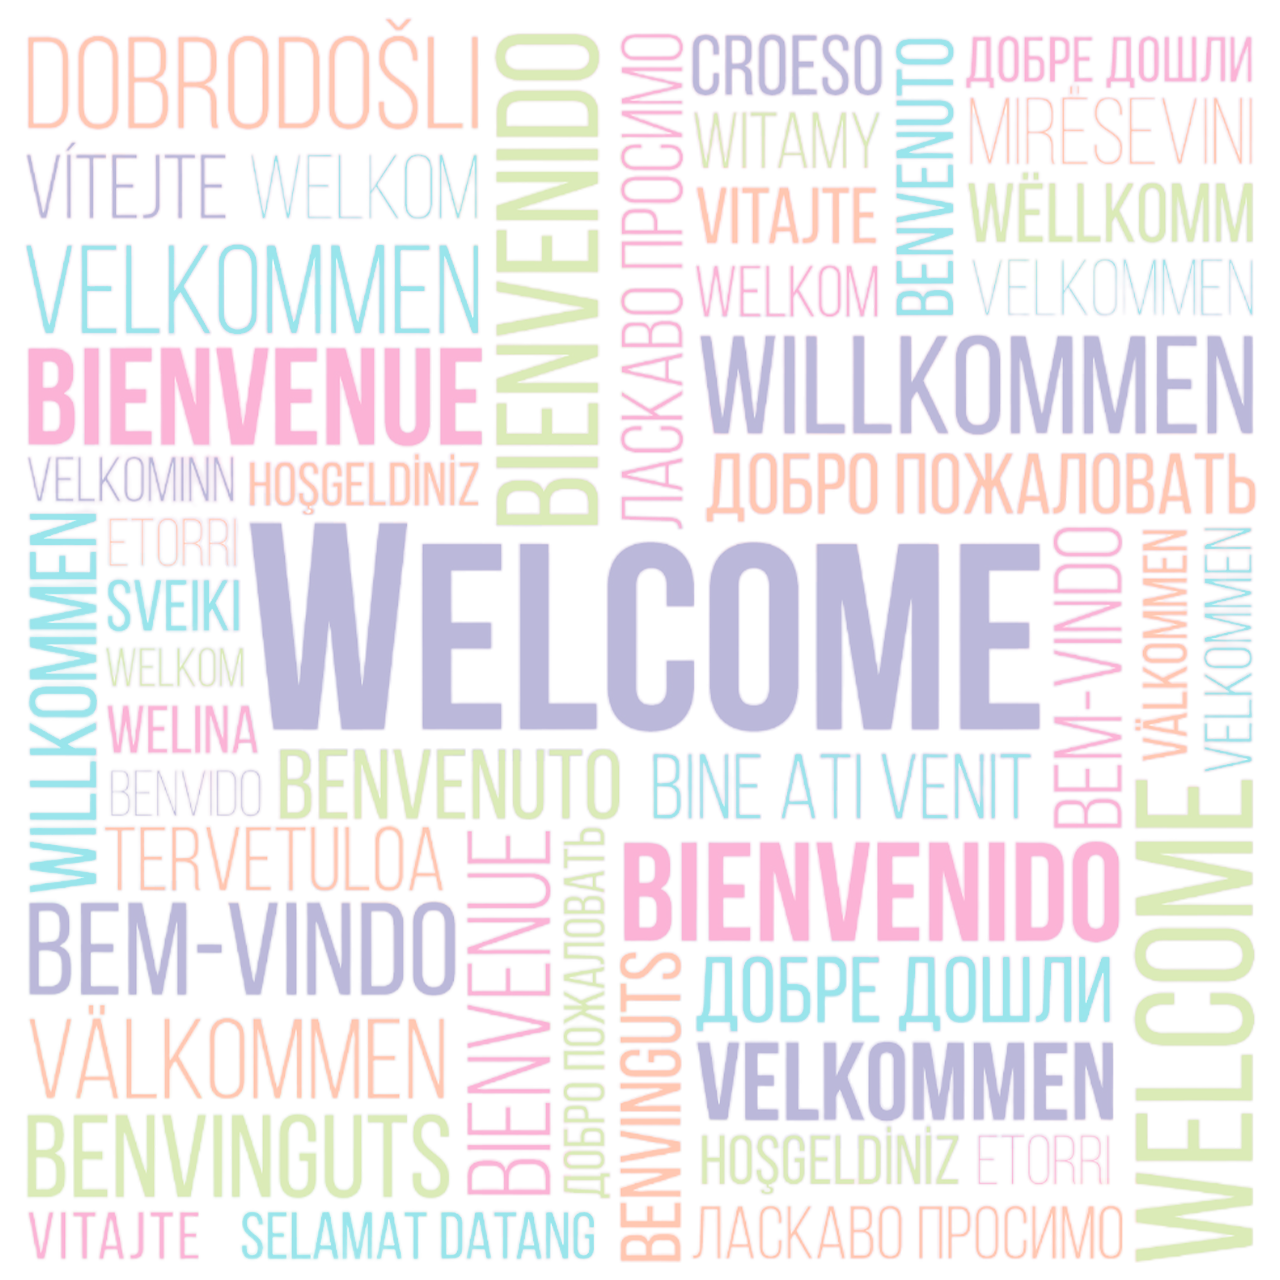 DOBRODOŠLI
BIENVENIDO
ЛАСКАВО ПРОСИМО
CROESO
BENVENUTO
ДОБРЕ ДОШЛИ
WITAMY
MIRËSEVINI
VÍTEJTE
WELKOM
VITAJTE
WËLLKOMM
VELKOMMEN
WELKOM
VELKOMMEN
BIENVENUE
WILLKOMMEN
VELKOMINN
HOŞGELDİNİZ
ДОБРО ПОЖАЛОВАТЬ
WILLKOMMEN
ETORRI
SVEIKI
WELKOM
WELINA
BENVIDO
WELCOME
BEM-VINDO
VÄLKOMMEN
VELKOMMEN
BENVENUTO
BINE ATI VENIT
TERVETULOA
BIENVENUE
ДОБРО ПОЖАЛОВАТЬ
BIENVENIDO
WELCOME
BEM-VINDO
BENVINGUTS
ДОБРЕ ДОШЛИ
VÄLKOMMEN
VELKOMMEN
BENVINGUTS
HOŞGELDİNİZ
ETORRI
VITAJTE
SELAMAT DATANG
ЛАСКАВО ПРОСИМО